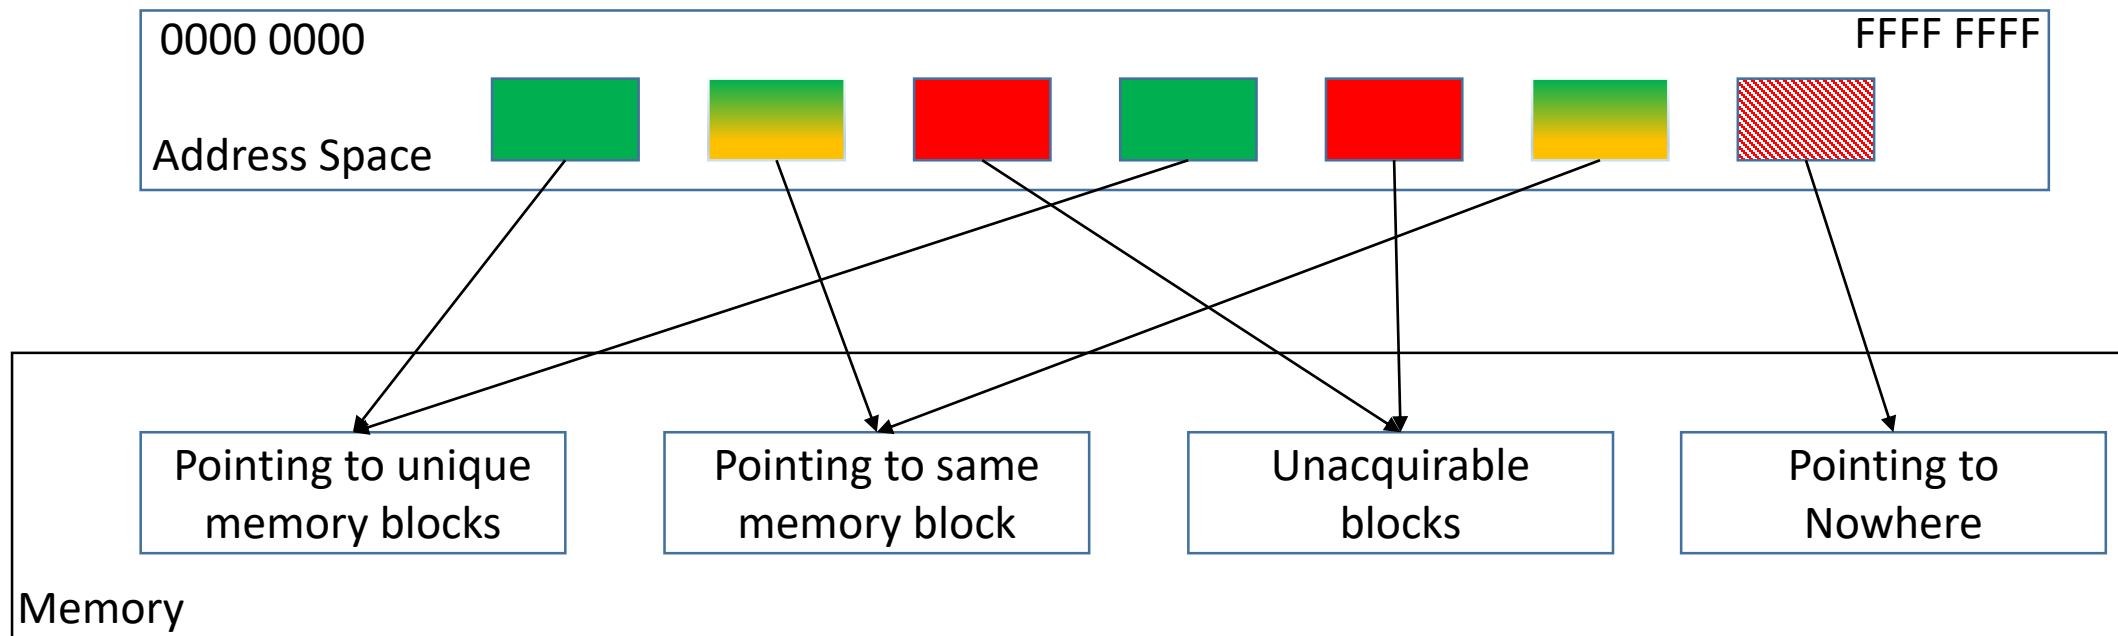 0000 0000
FFFF FFFF
Address Space
Pointing to unique
memory blocks
Pointing to same
memory block
Unacquirable
blocks
Pointing to
Nowhere
Memory